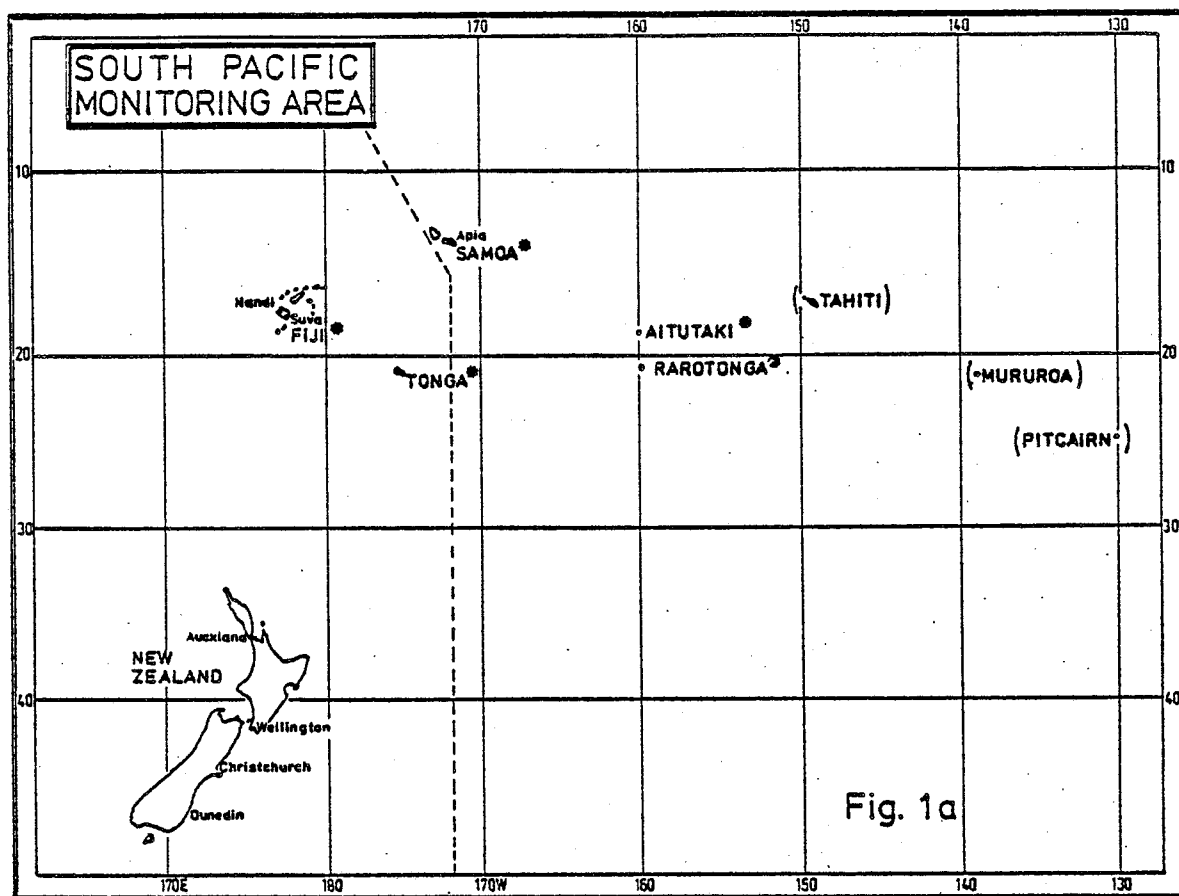 170 160 150 140 130
SOUTH PACIFIC
MONITORING AREA
10 10
Apia
SAMOA*
Nandi
Suva
FIJI*
(TAHITI)
AITUTAKI*
20 20
TONGA*
RAROTONGA
(MURUROA)
(PITCAIRN)
30 30
Auckland
NEW
ZEALAND
40 40
Wellington
Christchurch
Dunedin
Fig. 1a
170E 180 170W 160 150 140 130